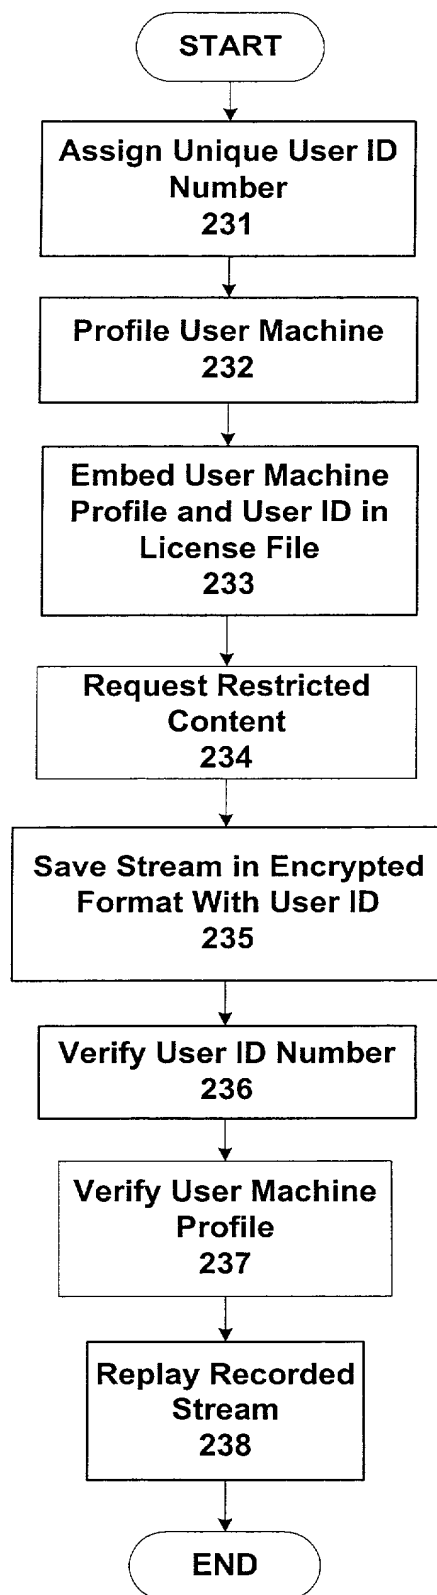 START
Assign Unique User ID
Number
231
Profile User Machine
232
Embed User Machine
Profile and User ID in
License File
233
Request Restricted
Content
234
Save Stream in Encrypted
Format With User ID
235
Verify User ID Number
236
Verify User Machine
Profile
237
Replay Recorded
Stream
238
END